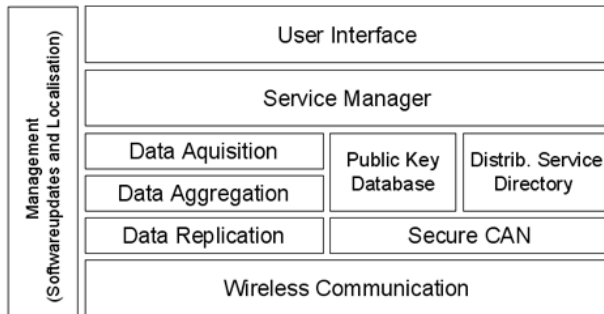 Management
(Softwareupdates and Localisation)
User Interface
Service Manager
Data Aquisition
Data Aggregation
Public Key
Database
Distrib. Service
Directory
Data Replication
Secure CAN
Wireless Communication